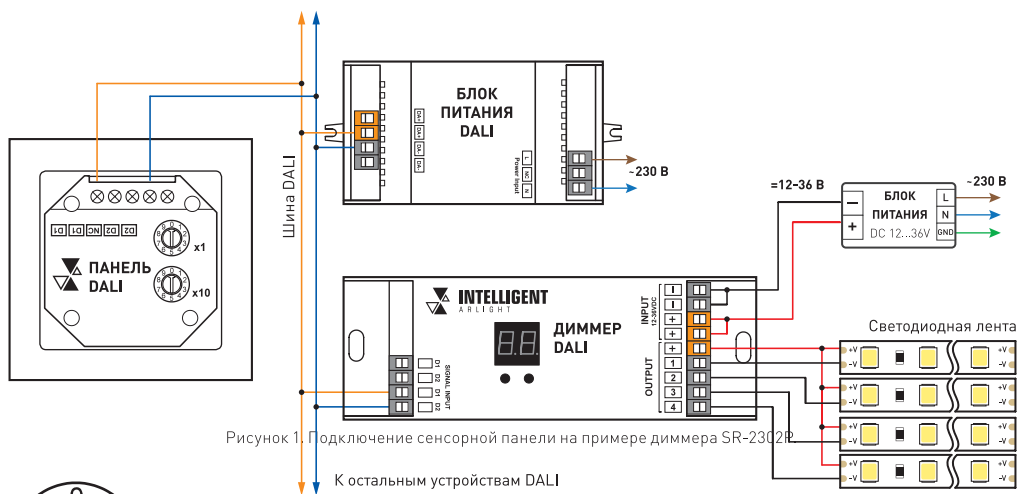 Шина DALI
БЛОК
ПИТАНИЯ
DALI
DA+
DA+
DA-
DA-
L
NC
N
Power Input
~230 В
D1
D1
NC
D2
D2
x1
x10
ПАНЕЛЬ
DALI
=12-36 В
БЛОК
ПИТАНИЯ
DC 12...36V
L
N
GND
~230 В
INTELLIGENT
ARLIGHT
ДИММЕР
DALI
8.8.
D1
D2
D1
D2
SIGNAL INPUT
INPUT
12-36VDC
OUTPUT
–
–
+
+
+
1
2
3
4
Светодиодная лента
+V
-V
+V
-V
+V
-V
+V
-V
+V
-V
+V
-V
+V
-V
+V
-V
Рисунок 1. Подключение сенсорной панели на примере диммера SR-2302P.
К остальным устройствам DALI